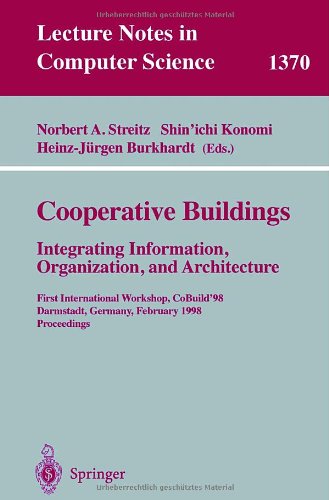 Urheberrechtlich geschütztes Material
Lecture Notes in
Computer Science 1370
Norbert A. Streitz Shin'ichi Konomi
Heinz-Jürgen Burkhardt (Eds.)
Cooperative Buildings
Integrating Information,
Organization, and Architecture
First International Workshop, CoBuild'98
Darmstadt, Germany, February 1998
Proceedings
Springer
Urheberrechtlich geschütztes Material